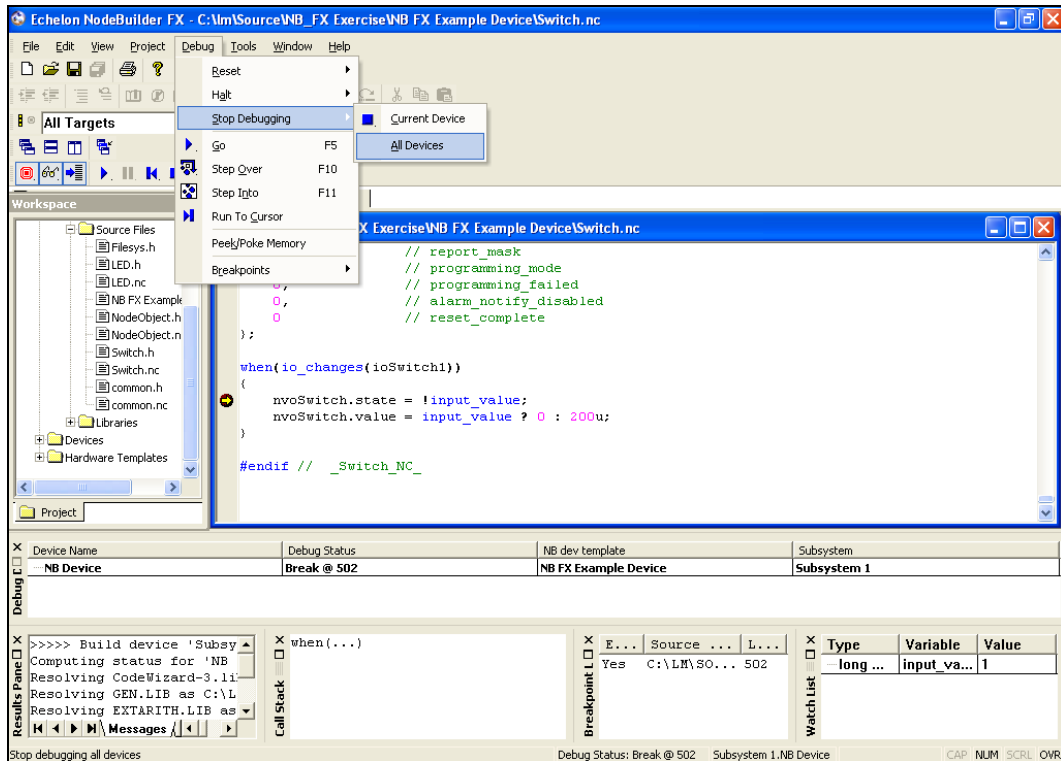 Echelon NodeBuilder FX - C:\lm\Source\NB_FX Exercise\NB FX Example Device\Switch.nc
File Edit View Project Debug Tools Window Help
All Targets
Reset
Halt
Stop Debugging
Go F5
Step Over F10
Step Into F11
Run To Cursor
Peek/Poke Memory
Breakpoints
Current Device
All Devices
Workspace
Source Files
Filesys.h
LED.h
LED.nc
NB FX Example
NodeObject.h
NodeObject.n
Switch.h
Switch.nc
common.h
common.nc
Libraries
Devices
Hardware Templates
Project
X Exercise\NB FX Example Device\Switch.nc
// report_mask
// programming_mode
0, // programming_failed
0, // alarm_notify_disabled
0 // reset_complete
};
when(io_changes(ioSwitch1))
{
nvoSwitch.state = !input_value;
nvoSwitch.value = input_value ? 0 : 200u;
}
#endif // _Switch_NC_
Debug D
Device Name Debug Status NB dev template Subsystem
NB Device Break @ 502 NB FX Example Device Subsystem 1
Results Pane
>>>>> Build device 'Subsy
Computing status for 'NB
Resolving CodeWizard-3.li
Resolving GEN.LIB as C:\L
Resolving EXTARITH.LIB as
Messages
Call Stack
when(...)
Breakpoint L
E... Source ... L...
Yes C:\LM\SO... 502
Watch List
Type Variable Value
long ... input_va... 1
Stop debugging all devices Debug Status: Break @ 502 Subsystem 1.NB Device CAP NUM SCRL OVR